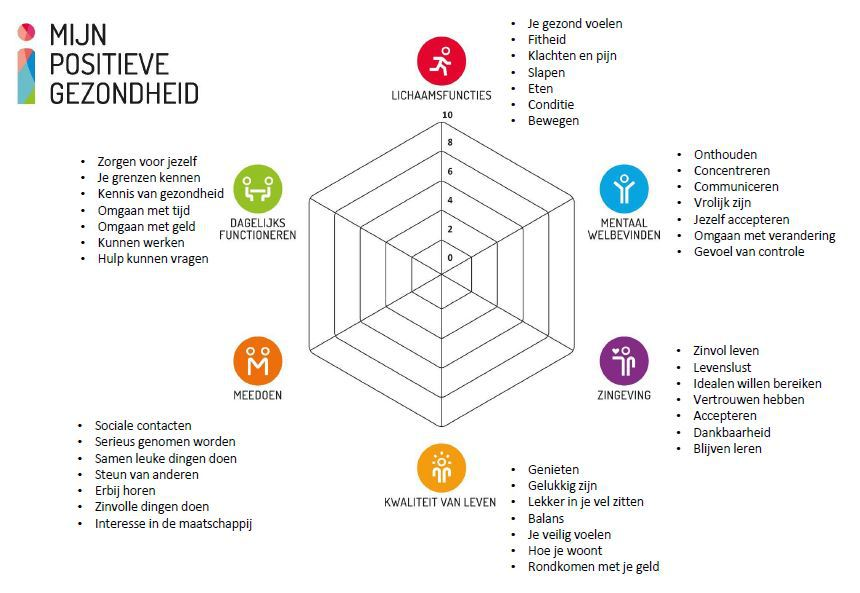 MIJN
POSITIEVE
GEZONDHEID
LICHAAMSFUNCTIES
• Je gezond voelen
• Fitheid
• Klachten en pijn
• Slapen
• Eten
• Conditie
• Bewegen
10
8
6
4
2
0
• Zorgen voor jezelf
• Je grenzen kennen
• Kennis van gezondheid
• Omgaan met tijd
• Omgaan met geld
• Kunnen werken
• Hulp kunnen vragen
DAGELIJKS
FUNCTIONEREN
MENTAAL
WELBEVINDEN
• Onthouden
• Concentreren
• Communiceren
• Vrolijk zijn
• Jezelf accepteren
• Omgaan met verandering
• Gevoel van controle
MEEDOEN
• Sociale contacten
• Serieus genomen worden
• Samen leuke dingen doen
• Steun van anderen
• Erbij horen
• Zinvolle dingen doen
• Interesse in de maatschappij
ZINGEVING
• Zinvol leven
• Levenslust
• Idealen willen bereiken
• Vertrouwen hebben
• Accepteren
• Dankbaarheid
• Blijven leren
KWALITEIT VAN LEVEN
• Genieten
• Gelukkig zijn
• Lekker in je vel zitten
• Balans
• Je veilig voelen
• Hoe je woont
• Rondkomen met je geld